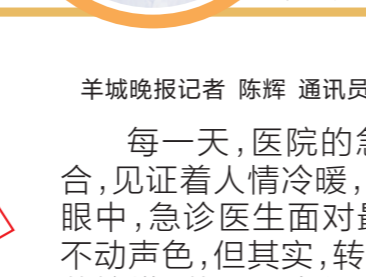 羊城晚报记者 陈辉 通讯员
每一天,医院的急
合,见证着人情冷暖,
眼中,急诊医生面对最
不动声色,但其实,转